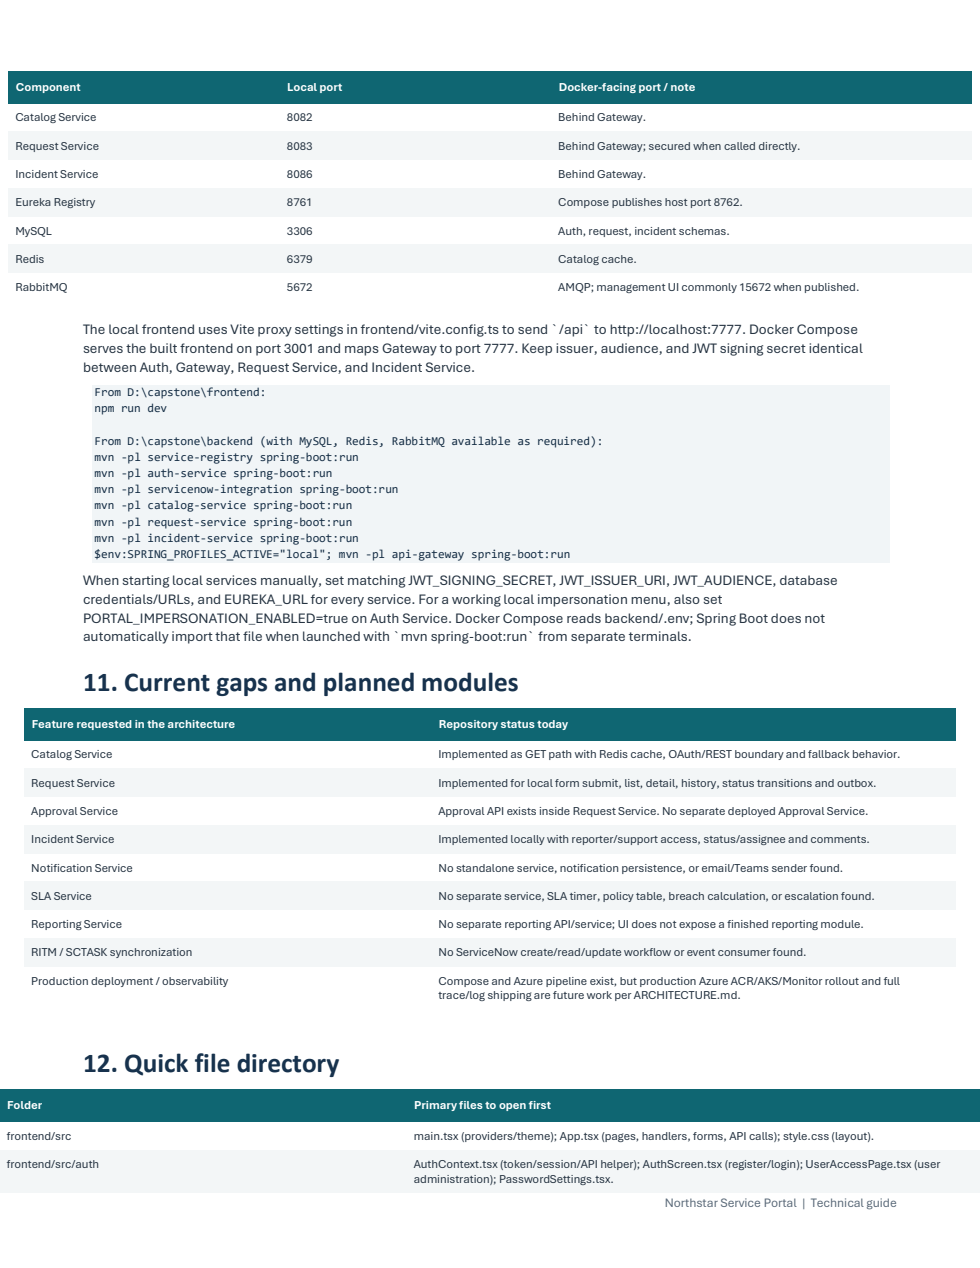 Component Local port Docker-facing port / note
Catalog Service 8082 Behind Gateway.
Request Service 8083 Behind Gateway; secured when called directly.
Incident Service 8086 Behind Gateway.
Eureka Registry 8761 Compose publishes host port 8762.
MySQL 3306 Auth, request, incident schemas.
Redis 6379 Catalog cache.
RabbitMQ 5672 AMQP; management UI commonly 15672 when published.
The local frontend uses Vite proxy settings in frontend/vite.config.ts to send `/api` to http://localhost:7777. Docker Compose
serves the built frontend on port 3001 and maps Gateway to port 7777. Keep issuer, audience, and JWT signing secret identical
between Auth, Gateway, Request Service, and Incident Service.
From D:\capstone\frontend:
npm run dev
From D:\capstone\backend (with MySQL, Redis, RabbitMQ available as required):
mvn -pl service-registry spring-boot:run
mvn -pl auth-service spring-boot:run
mvn -pl servicenow-integration spring-boot:run
mvn -pl catalog-service spring-boot:run
mvn -pl request-service spring-boot:run
mvn -pl incident-service spring-boot:run
$env:SPRING_PROFILES_ACTIVE="local"; mvn -pl api-gateway spring-boot:run
When starting local services manually, set matching JWT_SIGNING_SECRET, JWT_ISSUER_URI, JWT_AUDIENCE, database
credentials/URLs, and EUREKA_URL for every service. For a working local impersonation menu, also set
PORTAL_IMPERSONATION_ENABLED=true on Auth Service. Docker Compose reads backend/.env; Spring Boot does not
automatically import that file when launched with `mvn spring-boot:run` from separate terminals.
11. Current gaps and planned modules
Feature requested in the architecture Repository status today
Catalog Service Implemented as GET path with Redis cache, OAuth/REST boundary and fallback behavior.
Request Service Implemented for local form submit, list, detail, history, status transitions and outbox.
Approval Service Approval API exists inside Request Service. No separate deployed Approval Service.
Incident Service Implemented locally with reporter/support access, status/assignee and comments.
Notification Service No standalone service, notification persistence, or email/Teams sender found.
SLA Service No separate service, SLA timer, policy table, breach calculation, or escalation found.
Reporting Service No separate reporting API/service; UI does not expose a finished reporting module.
RITM / SCTASK synchronization No ServiceNow create/read/update workflow or event consumer found.
Production deployment / observability Compose and Azure pipeline exist, but production Azure ACR/AKS/Monitor rollout and full
trace/log shipping are future work per ARCHITECTURE.md.
12. Quick file directory
Folder Primary files to open first
frontend/src main.tsx (providers/theme); App.tsx (pages, handlers, forms, API calls); style.css (layout).
frontend/src/auth AuthContext.tsx (token/session/API helper); AuthScreen.tsx (register/login); UserAccessPage.tsx (user
administration); PasswordSettings.tsx.
Northstar Service Portal | Technical guide